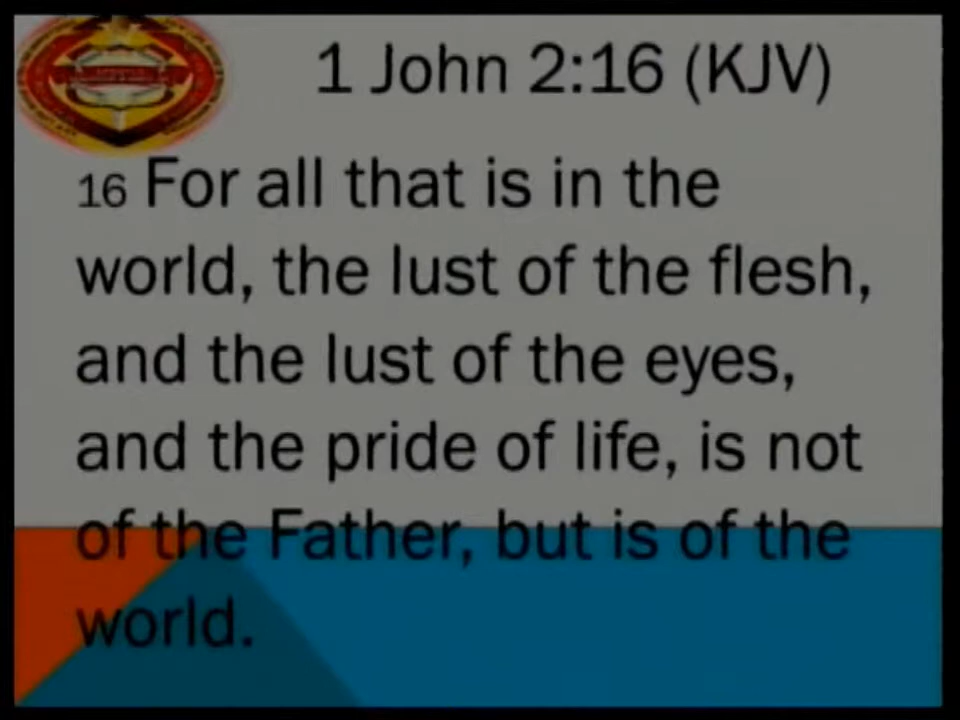 1 John 2:16 (KJV)
16 For all that is in the
world, the lust of the flesh,
and the lust of the eyes,
and the pride of life, is not
of the Father, but is of the
world.